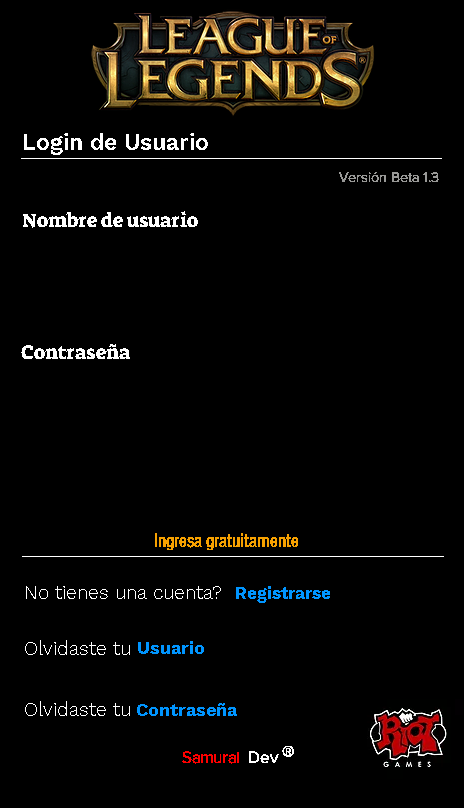 LEAGUE OF
LEGENDS®
Login de Usuario
Versión Beta 1.3
Nombre de usuario
Contraseña
Ingresa gratuitamente
No tienes una cuenta? Registrarse
Olvidaste tu Usuario
Olvidaste tu Contraseña
RIOT
GAMES
Samurai Dev ®